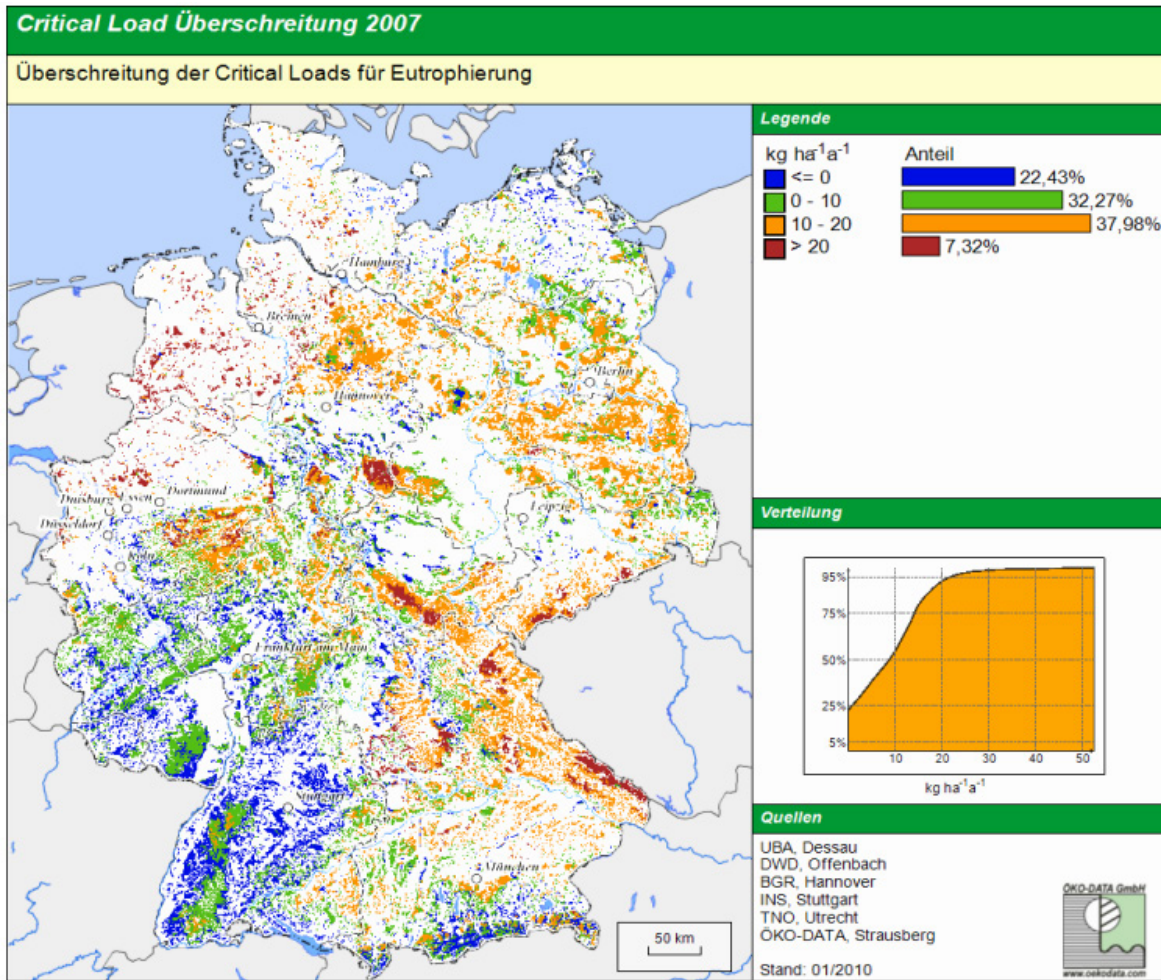 Critical Load Überschreitung 2007
Überschreitung der Critical Loads für Eutrophierung
Hamburg
Bremen
Berlin
Hannover
Duisburg Essen Dortmund
Düsseldorf
Leipzig
Köln
Frankfurt am Main
Stuttgart
München
50 km
Legende
kg ha⁻¹a⁻¹ Anteil
<= 0 22,43%
0 - 10 32,27%
10 - 20 37,98%
> 20 7,32%
Verteilung
95%
75%
50%
25%
5%
10 20 30 40 50
kg ha⁻¹a⁻¹
Quellen
UBA, Dessau
DWD, Offenbach
BGR, Hannover
INS, Stuttgart
TNO, Utrecht
ÖKO-DATA, Strausberg
Stand: 01/2010
ÖKO-DATA GmbH
www.oekodata.com